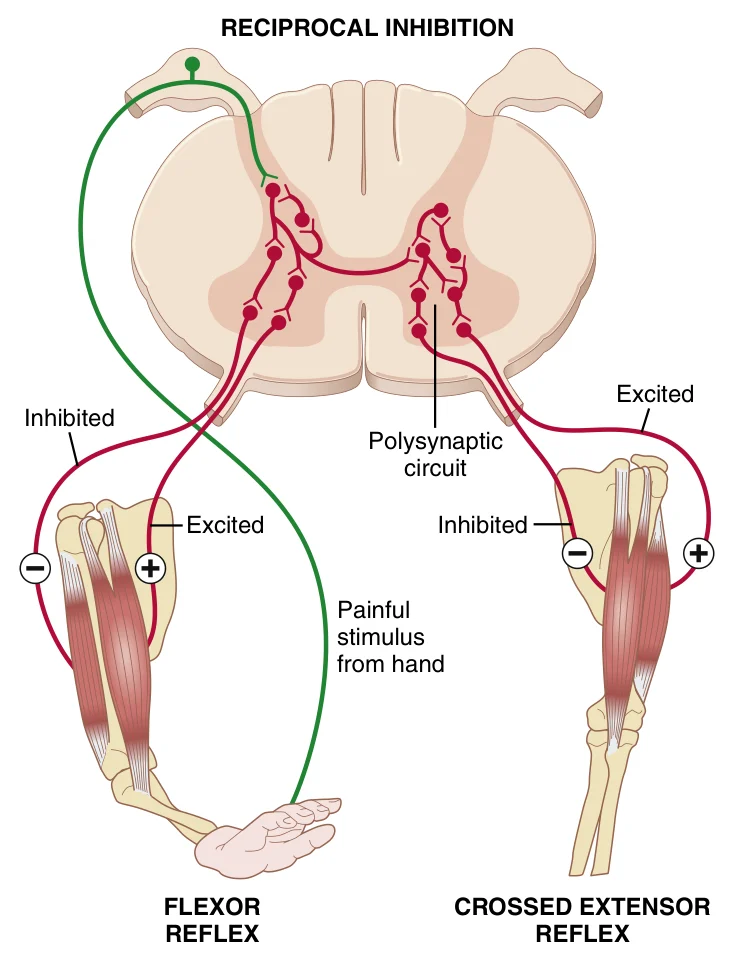 RECIPROCAL INHIBITION
Inhibited
Excited
Polysynaptic
circuit
Excited
Inhibited
−
+
−
+
Painful
stimulus
from hand
FLEXOR
REFLEX
CROSSED EXTENSOR
REFLEX